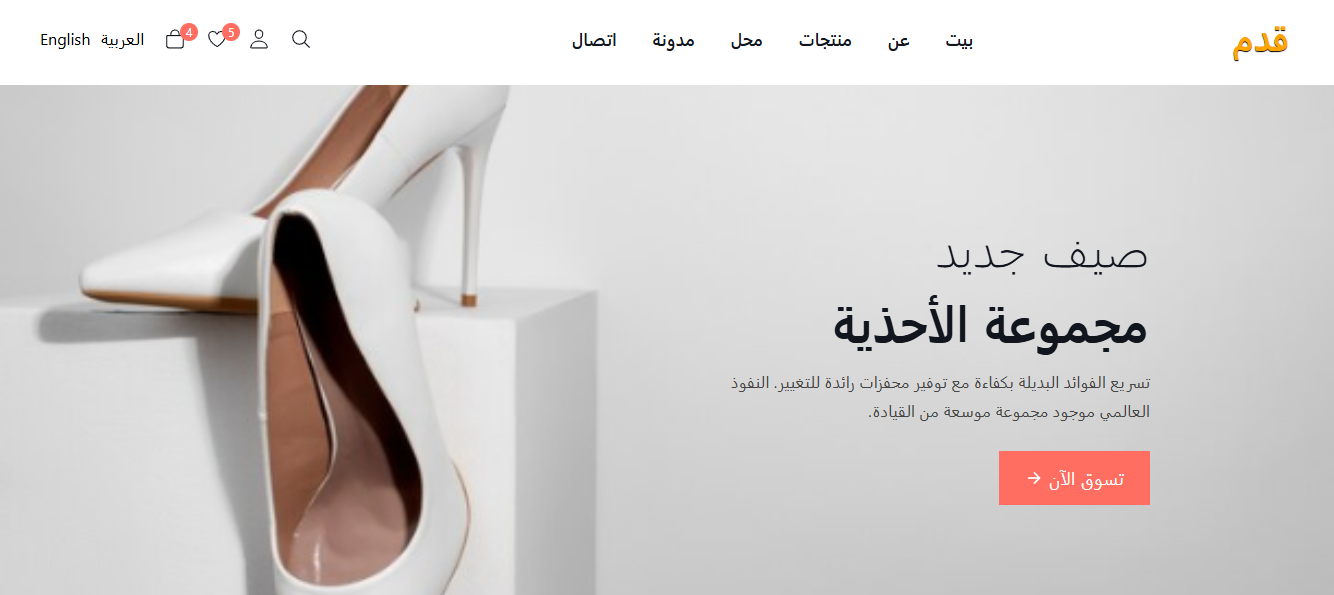 قدم
بيت عن منتجات محل مدونة اتصال
5 4 العربية English
صيف جديد
مجموعة الأحذية
تسريع الفوائد البديلة بكفاءة مع توفير محفزات رائدة للتغيير. النفوذ
العالمي موجود مجموعة موسعة من القيادة.
تسوق الآن →